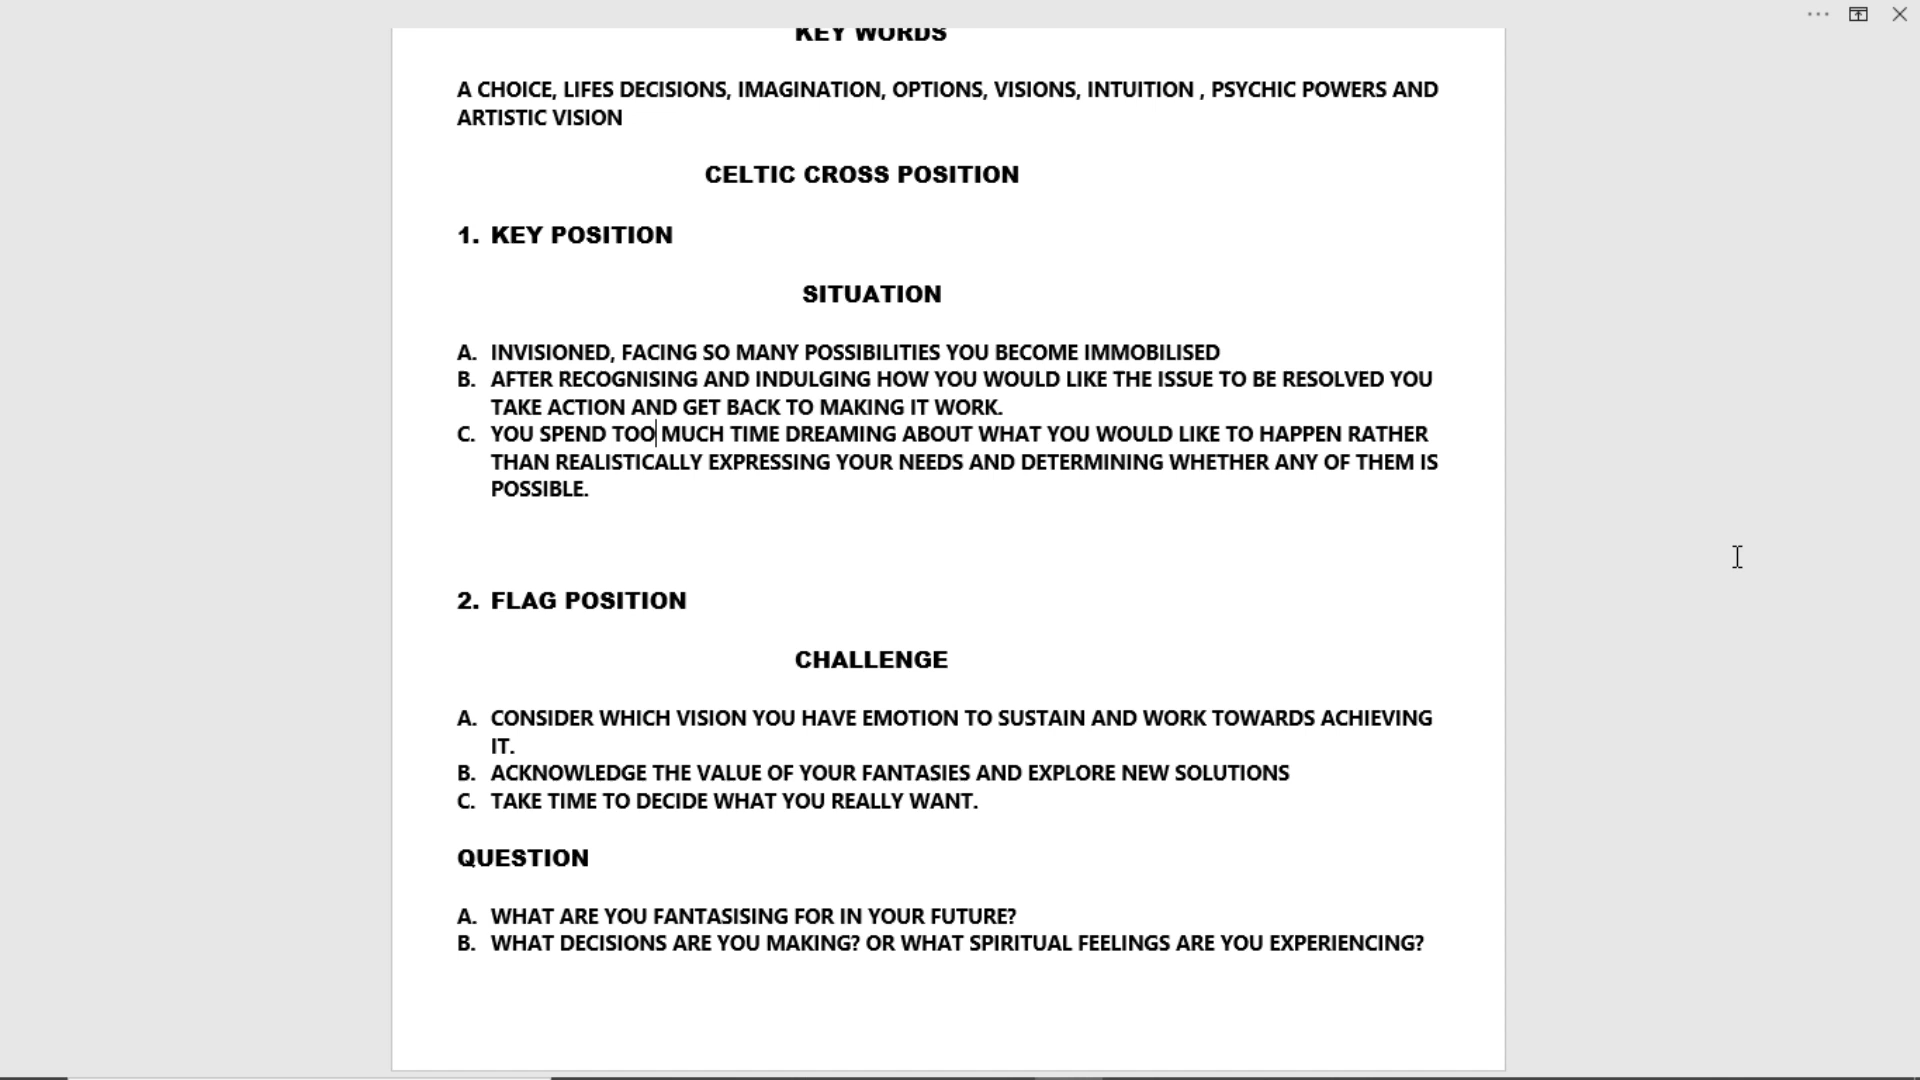 KEY WORDS
A CHOICE, LIFES DECISIONS, IMAGINATION, OPTIONS, VISIONS, INTUITION , PSYCHIC POWERS AND
ARTISTIC VISION
CELTIC CROSS POSITION
1. KEY POSITION
SITUATION
A. INVISIONED, FACING SO MANY POSSIBILITIES YOU BECOME IMMOBILISED
B. AFTER RECOGNISING AND INDULGING HOW YOU WOULD LIKE THE ISSUE TO BE RESOLVED YOU
TAKE ACTION AND GET BACK TO MAKING IT WORK.
C. YOU SPEND TOO MUCH TIME DREAMING ABOUT WHAT YOU WOULD LIKE TO HAPPEN RATHER
THAN REALISTICALLY EXPRESSING YOUR NEEDS AND DETERMINING WHETHER ANY OF THEM IS
POSSIBLE.
2. FLAG POSITION
CHALLENGE
A. CONSIDER WHICH VISION YOU HAVE EMOTION TO SUSTAIN AND WORK TOWARDS ACHIEVING
IT.
B. ACKNOWLEDGE THE VALUE OF YOUR FANTASIES AND EXPLORE NEW SOLUTIONS
C. TAKE TIME TO DECIDE WHAT YOU REALLY WANT.
QUESTION
A. WHAT ARE YOU FANTASISING FOR IN YOUR FUTURE?
B. WHAT DECISIONS ARE YOU MAKING? OR WHAT SPIRITUAL FEELINGS ARE YOU EXPERIENCING?